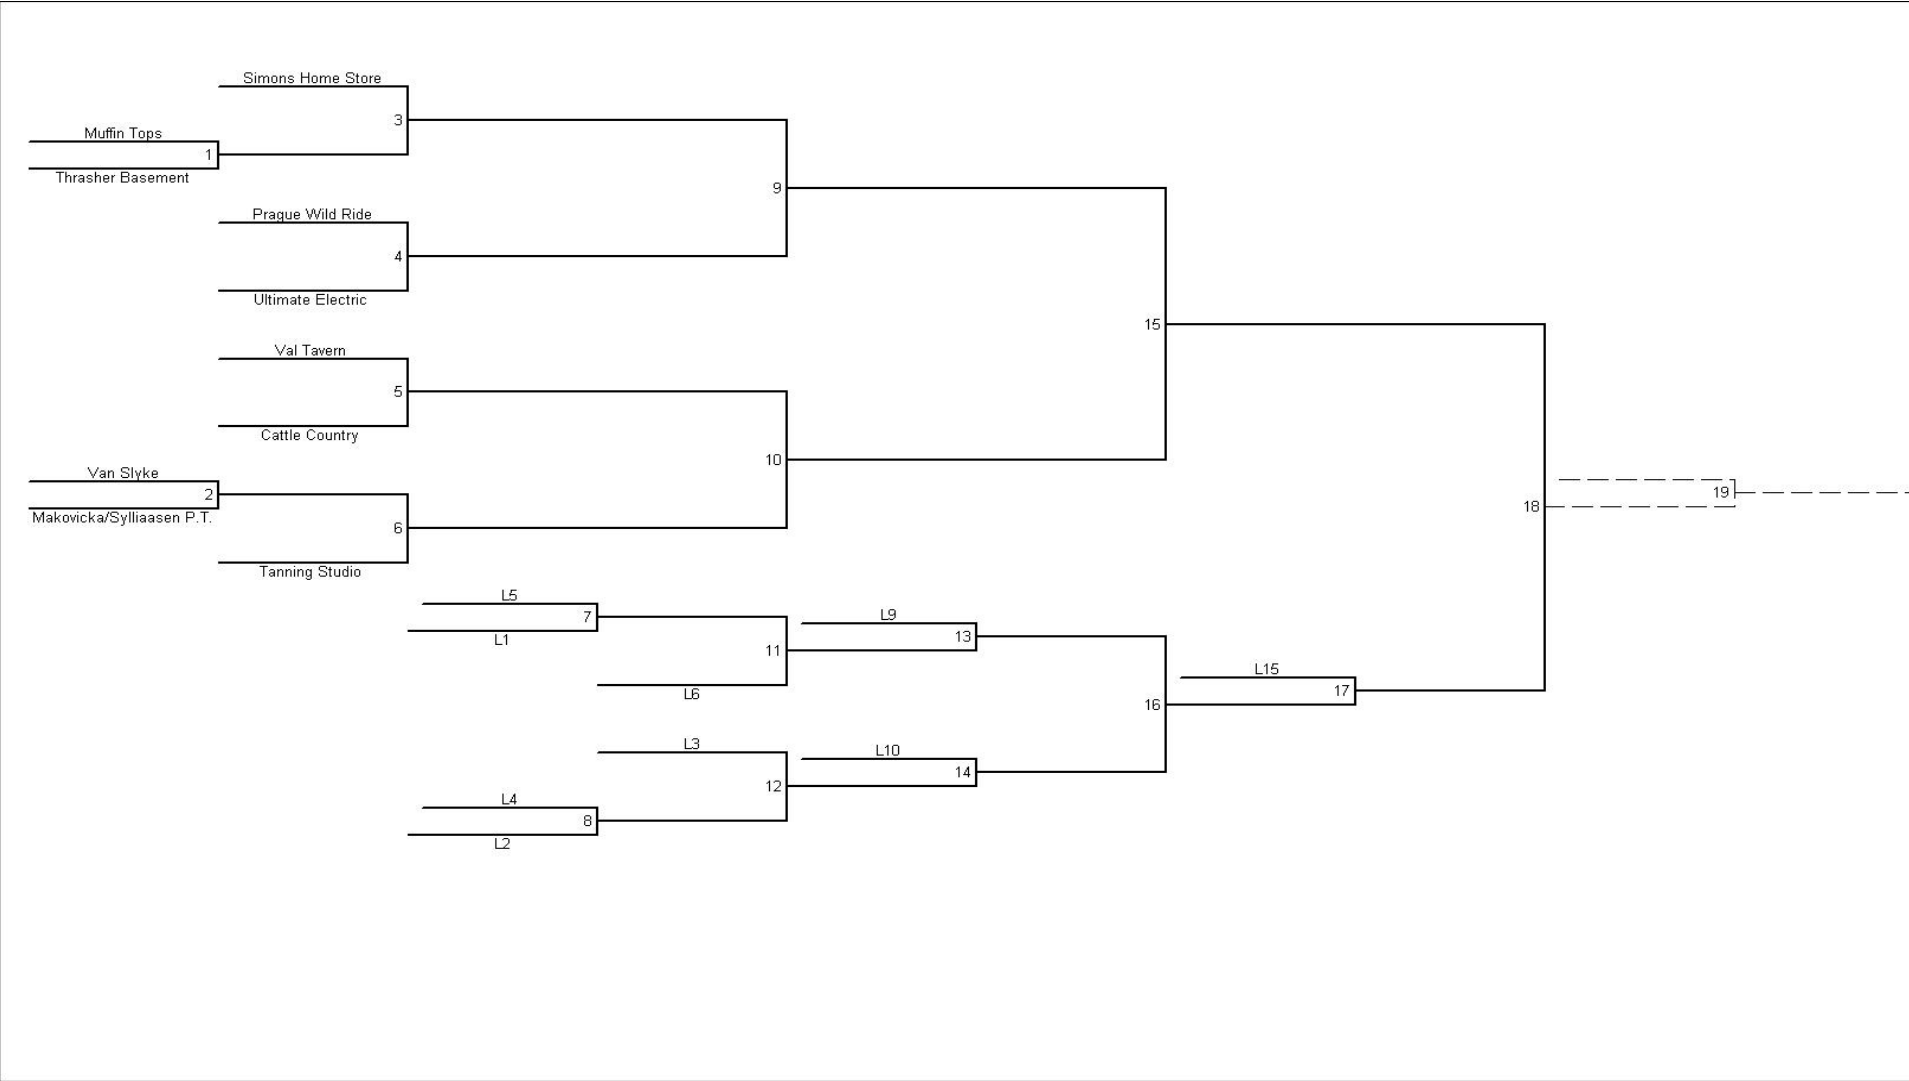 Simons Home Store
3
Muffin Tops
1
Thrasher Basement
9
Prague Wild Ride
4
Ultimate Electric
15
Val Tavern
5
Cattle Country
10
Van Slyke
2
Makovicka/Sylliaasen P.T.
6
Tanning Studio
19
18
L5
7
L1
L9
13
11
L6
L15
17
16
L3
L10
14
12
L4
8
L2